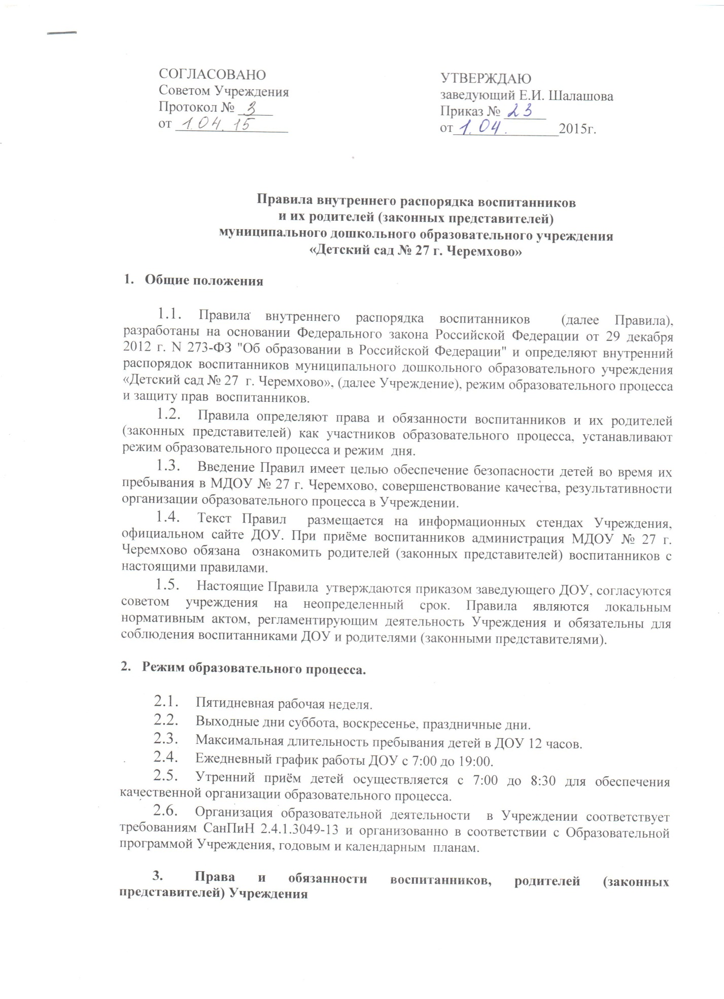 СОГЛАСОВАНО
Советом Учреждения
Протокол № 3
от 1.04.15
УТВЕРЖДАЮ
заведующий Е.И. Шалашова
Приказ № 23
от 1.04. 2015г.
Правила внутреннего распорядка воспитанников
и их родителей (законных представителей)
муниципального дошкольного образовательного учреждения
«Детский сад № 27 г. Черемхово»
1. Общие положения
1.1. Правила внутреннего распорядка воспитанников (далее Правила),
разработаны на основании Федерального закона Российской Федерации от 29 декабря
2012 г. N 273-ФЗ "Об образовании в Российской Федерации" и определяют внутренний
распорядок воспитанников муниципального дошкольного образовательного учреждения
«Детский сад № 27 г. Черемхово», (далее Учреждение), режим образовательного процесса
и защиту прав воспитанников.
1.2. Правила определяют права и обязанности воспитанников и их родителей
(законных представителей) как участников образовательного процесса, устанавливают
режим образовательного процесса и режим дня.
1.3. Введение Правил имеет целью обеспечение безопасности детей во время их
пребывания в МДОУ № 27 г. Черемхово, совершенствование качества, результативности
организации образовательного процесса в Учреждении.
1.4. Текст Правил размещается на информационных стендах Учреждения,
официальном сайте ДОУ. При приёме воспитанников администрация МДОУ № 27 г.
Черемхово обязана ознакомить родителей (законных представителей) воспитанников с
настоящими правилами.
1.5. Настоящие Правила утверждаются приказом заведующего ДОУ, согласуются
советом учреждения на неопределенный срок. Правила являются локальным
нормативным актом, регламентирующим деятельность Учреждения и обязательны для
соблюдения воспитанниками ДОУ и родителями (законными представителями).
2. Режим образовательного процесса.
2.1. Пятидневная рабочая неделя.
2.2. Выходные дни суббота, воскресенье, праздничные дни.
2.3. Максимальная длительность пребывания детей в ДОУ 12 часов.
2.4. Ежедневный график работы ДОУ с 7:00 до 19:00.
2.5. Утренний приём детей осуществляется с 7:00 до 8:30 для обеспечения
качественной организации образовательного процесса.
2.6. Организация образовательной деятельности в Учреждении соответствует
требованиям СанПиН 2.4.1.3049-13 и организованно в соответствии с Образовательной
программой Учреждения, годовым и календарным планам.
3. Права и обязанности воспитанников, родителей (законных
представителей) Учреждения